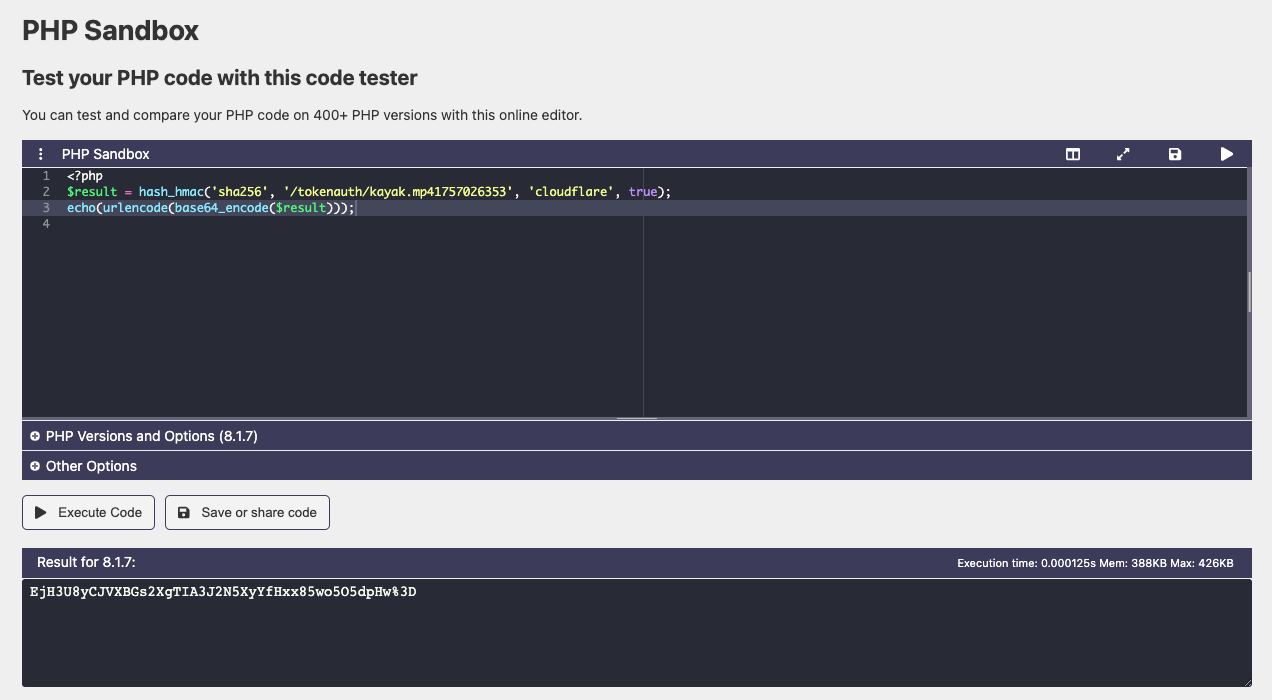 PHP Sandbox
Test your PHP code with this code tester
You can test and compare your PHP code on 400+ PHP versions with this online editor.
PHP Sandbox
1 <?php
2 $result = hash_hmac('sha256', '/tokenauth/kayak.mp41757026353', 'cloudflare', true);
3 echo(urlencode(base64_encode($result)));
4
PHP Versions and Options (8.1.7)
Other Options
Execute Code Save or share code
Result for 8.1.7: Execution time: 0.000125s Mem: 388KB Max: 426KB
EjH3U8yCJVXBGs2XgTIA3J2N5XyYfHxx85wo5O5dpHw%3D